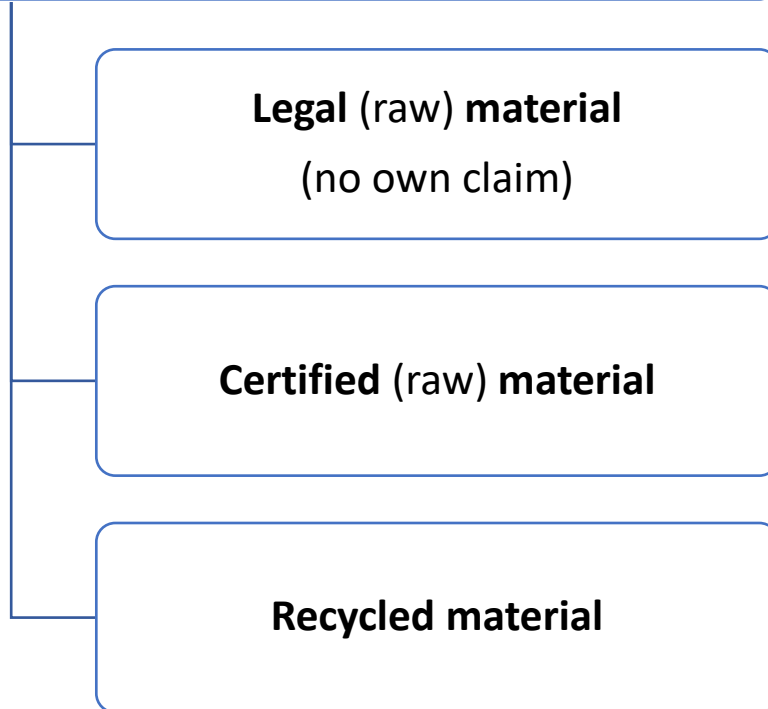 Legal (raw) material
(no own claim)
Certified (raw) material
Recycled material